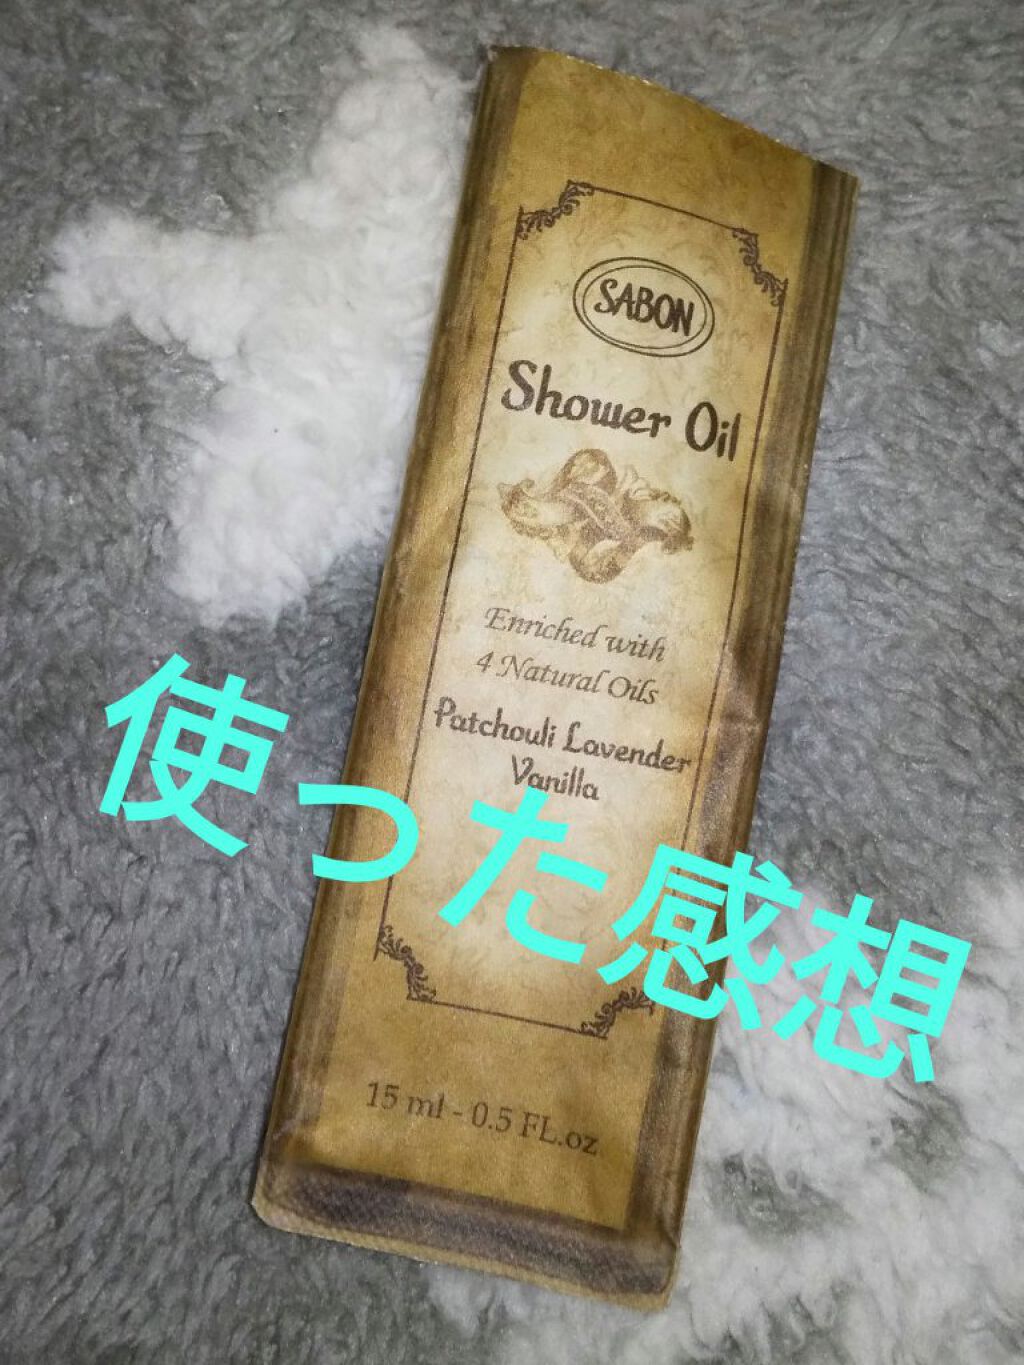 SABON
Shower Oil
Enriched with
4 Natural Oils
Patchouli Lavender
Vanilla
使った感想
15 ml - 0.5 FL.oz